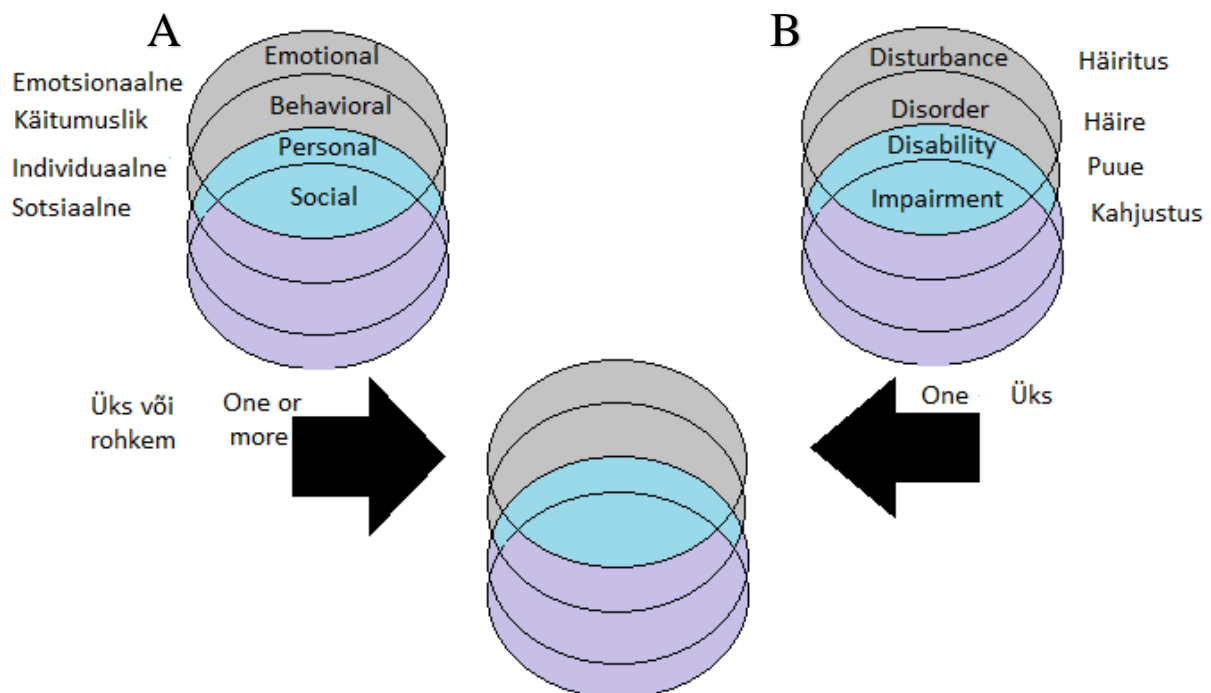 A
Emotional
Behavioral
Personal
Social
Emotsionaalne
Käitumuslik
Individuaalne
Sotsiaalne
B
Disturbance
Disorder
Disability
Impairment
Häiritus
Häire
Puue
Kahjustus
Üks või
rohkem
One or
more
One
Üks